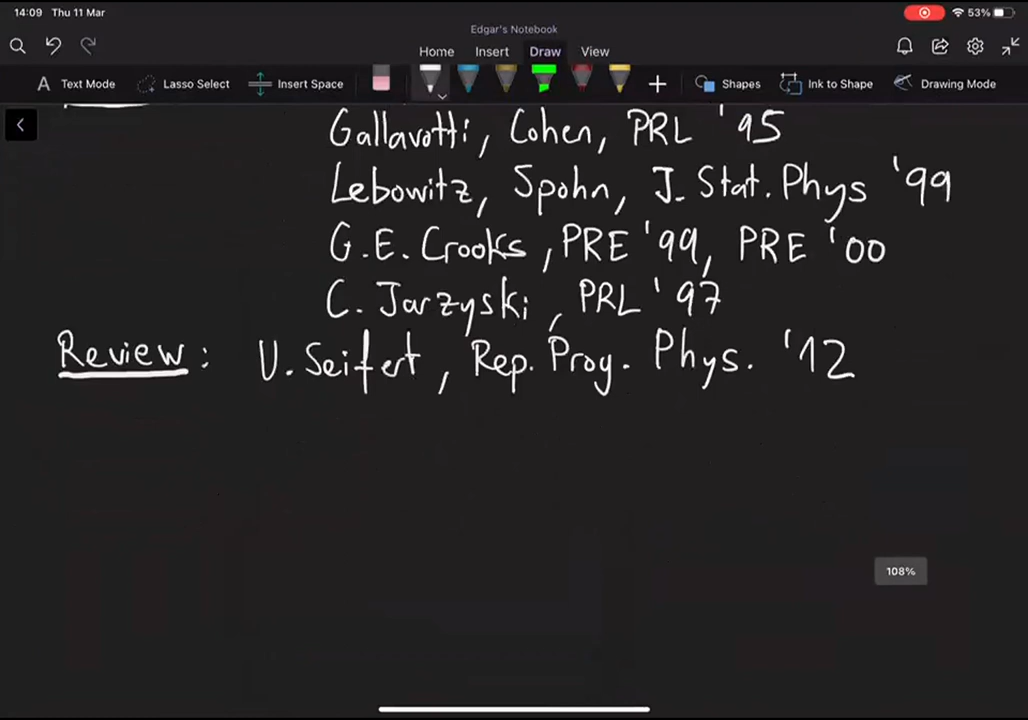 14:09 Thu 11 Mar
53%
Edgar's Notebook
Home Insert Draw View
Text Mode Lasso Select Insert Space Shapes Ink to Shape Drawing Mode
Gallavotti, Cohen, PRL '95
Lebowitz, Spohn, J. Stat. Phys '99
G.E. Crooks, PRE '99, PRE '00
C. Jarzyski, PRL '97
Review: U. Seifert, Rep. Prog. Phys. '12
108%